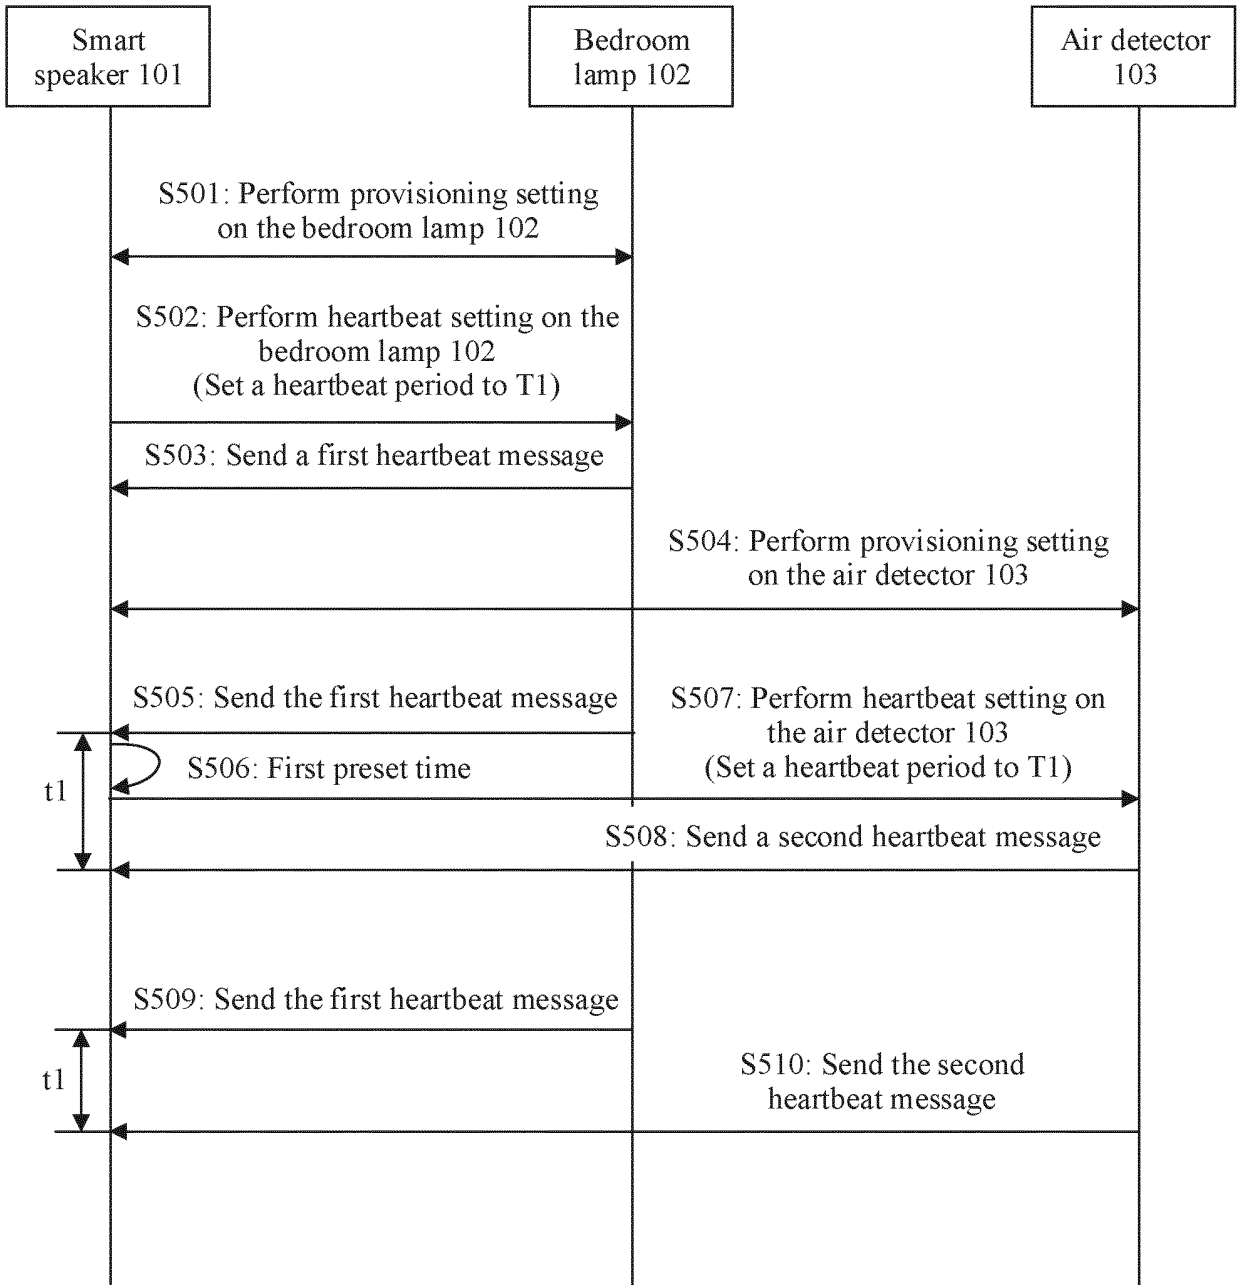 Smart
speaker 101
Bedroom
lamp 102
Air detector
103
S501: Perform provisioning setting
on the bedroom lamp 102
S502: Perform heartbeat setting on the
bedroom lamp 102
(Set a heartbeat period to T1)
S503: Send a first heartbeat message
S504: Perform provisioning setting
on the air detector 103
S505: Send the first heartbeat message
S507: Perform heartbeat setting on
the air detector 103
(Set a heartbeat period to T1)
S506: First preset time
t1
S508: Send a second heartbeat message
S509: Send the first heartbeat message
t1
S510: Send the second
heartbeat message